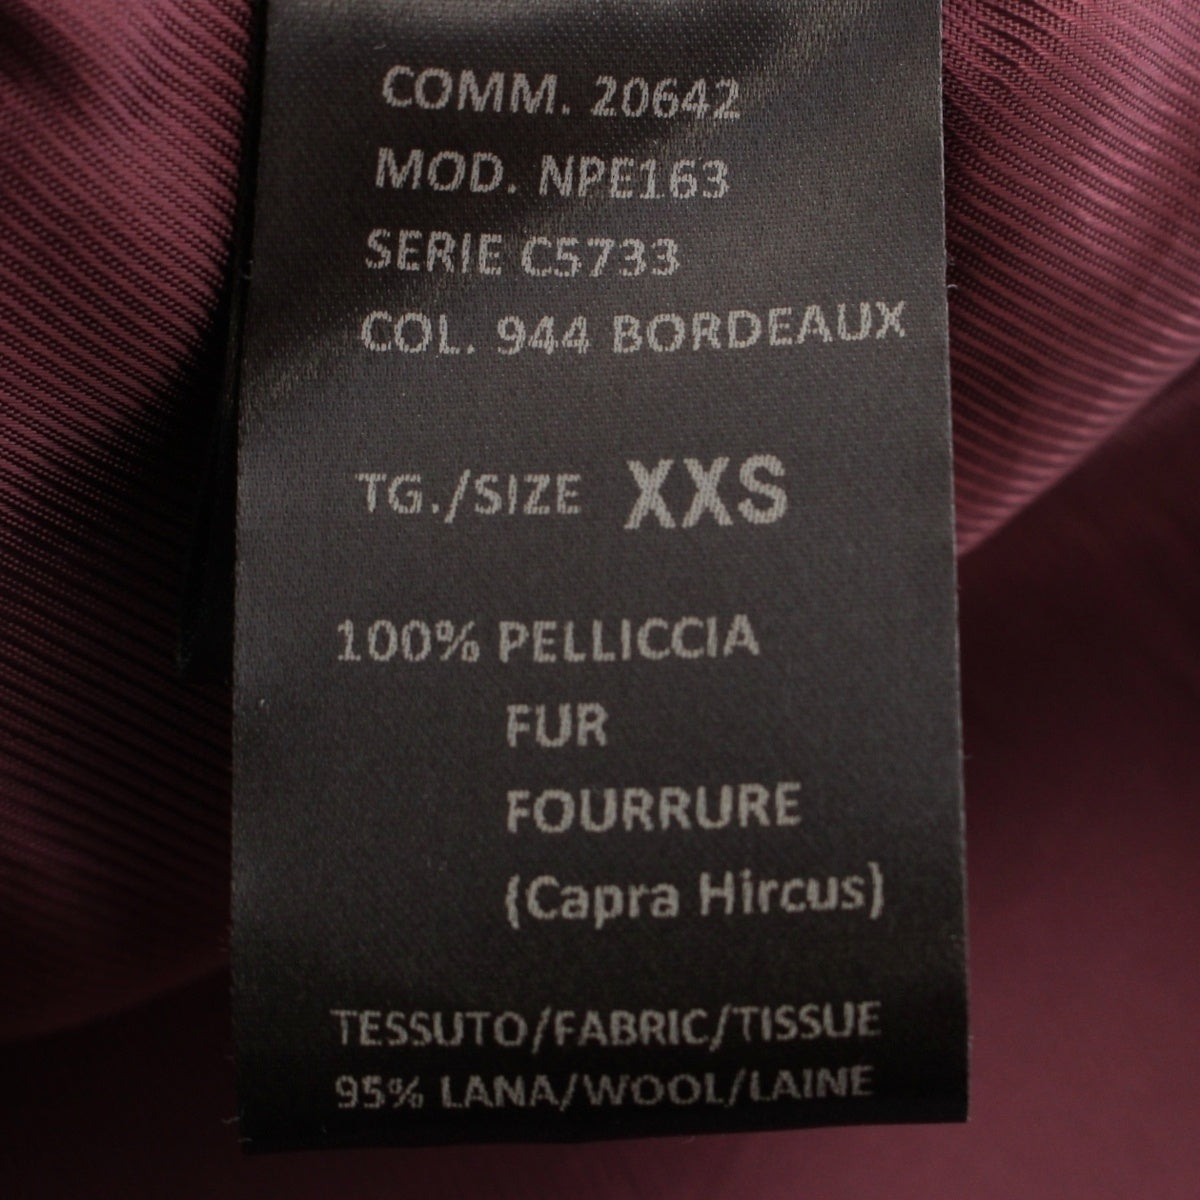 COMM. 20642
MOD. NPE163
SERIE C5733
COL. 944 BORDEAUX
TG./SIZE XXS
100% PELLICCIA
FUR
FOURRURE
(Capra Hircus)
TESSUTO/FABRIC/TISSUE
95% LANA/WOOL/LAINE